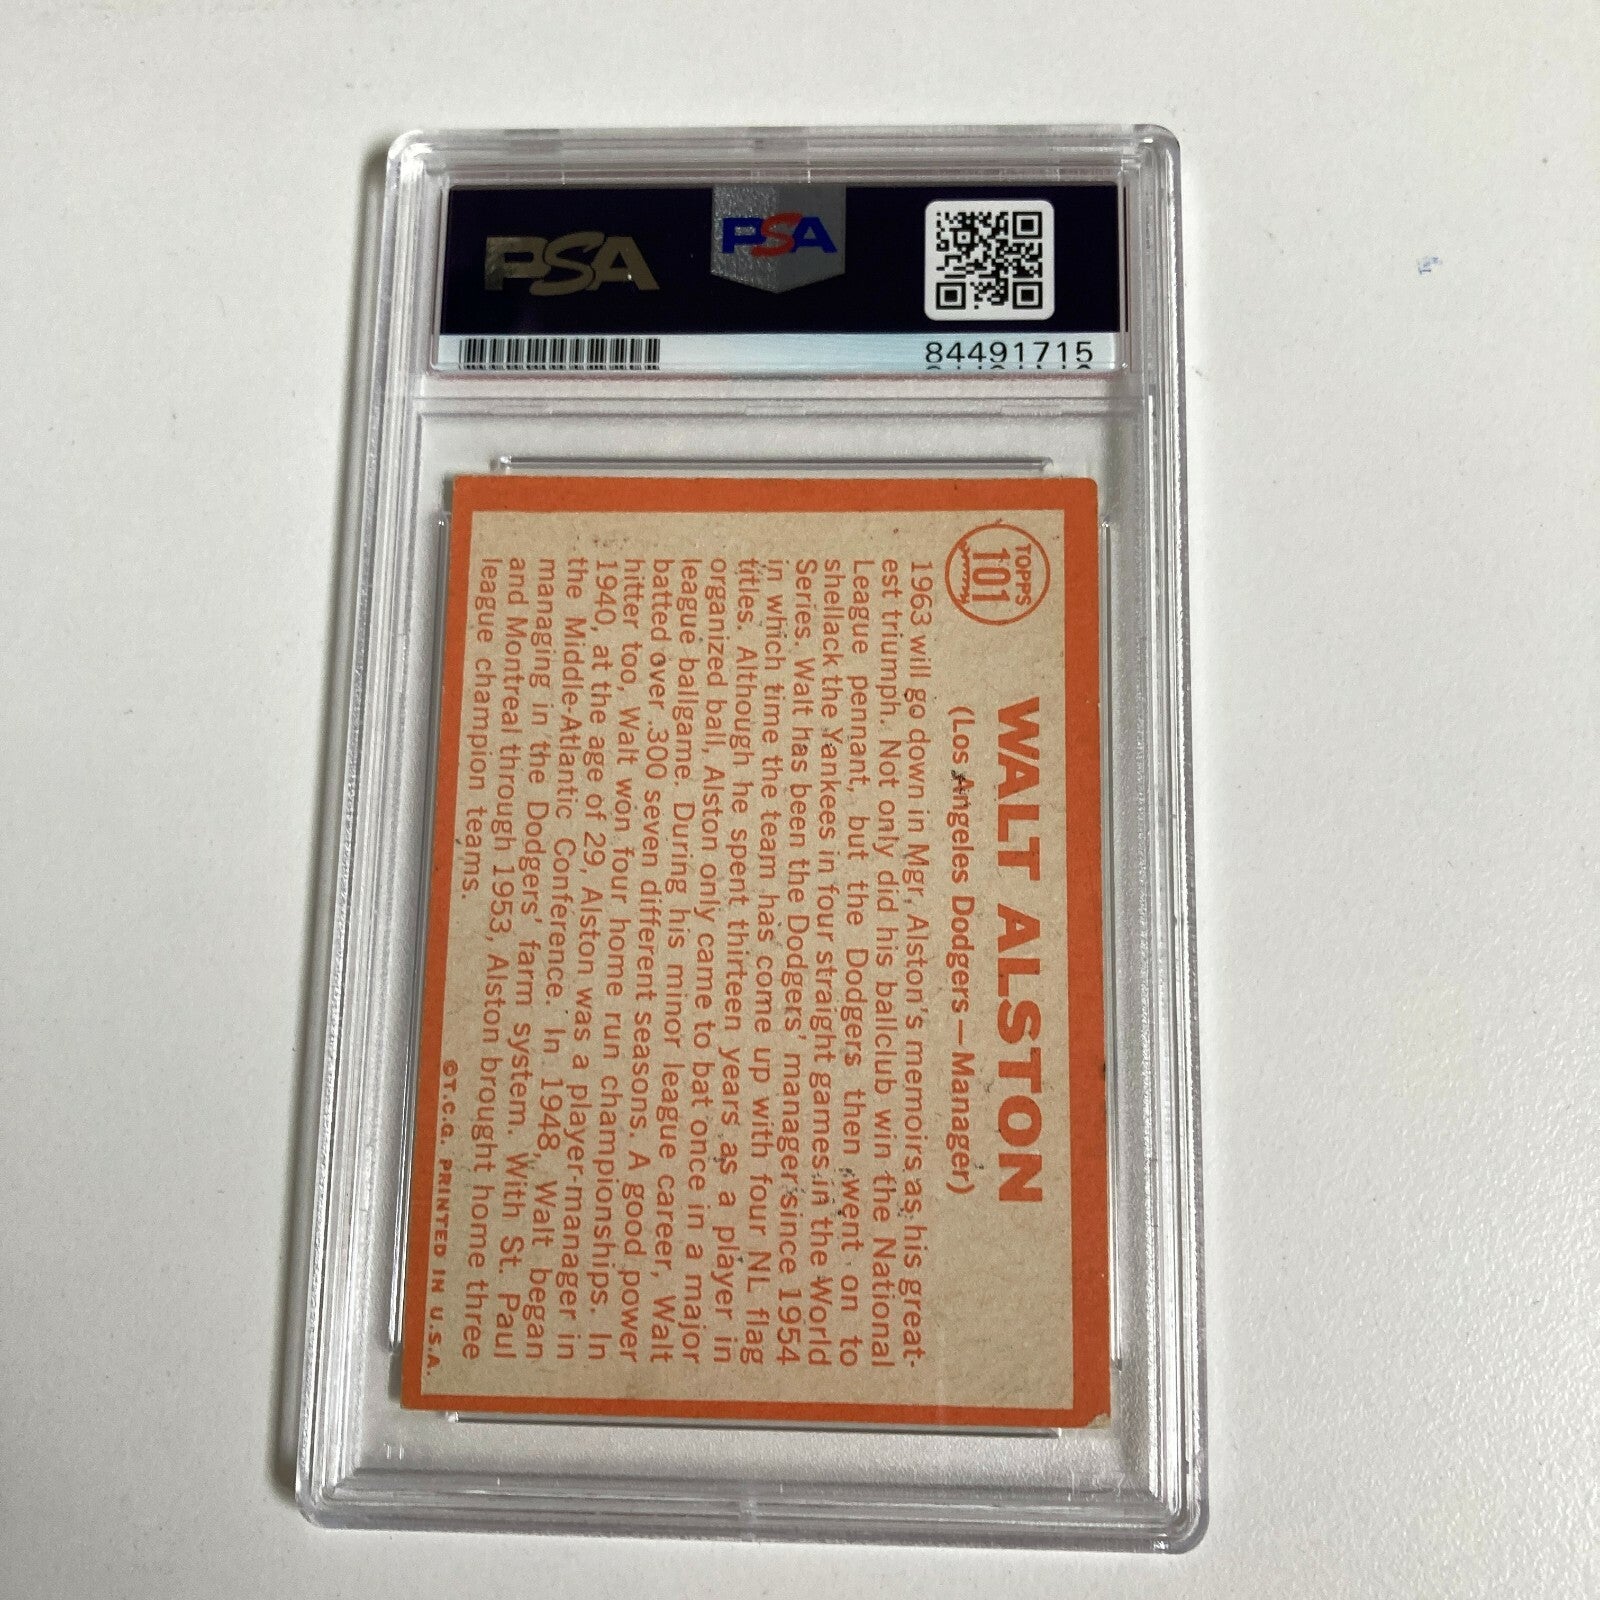 PSA
PSA
84491715
TOPPS
101
WALT ALSTON
(Los Angeles Dodgers—Manager)
1963 will go down in Mgr. Alston's memoirs as his great-
est triumph. Not only did his ballclub win the National
League pennant, but the Dodgers then went on to
shellack the Yankees in four straight games in the World
Series. Walt has been the Dodgers' manager since 1954
in which time the team has come up with four NL flag
titles. Although he spent thirteen years as a player in
organized ball, Alston only came to bat once in a major
league ballgame. During his minor league career, Walt
batted over .300 seven different seasons. A good power
hitter too, Walt won four home run championships. In
1940, at the age of 29, Alston was a player-manager in
the Middle-Atlantic Conference. In 1948, Walt began
managing in the Dodgers' farm system. With St. Paul
and Montreal through 1953, Alston brought home three
league champion teams.
©T.C.G. PRINTED IN U.S.A.